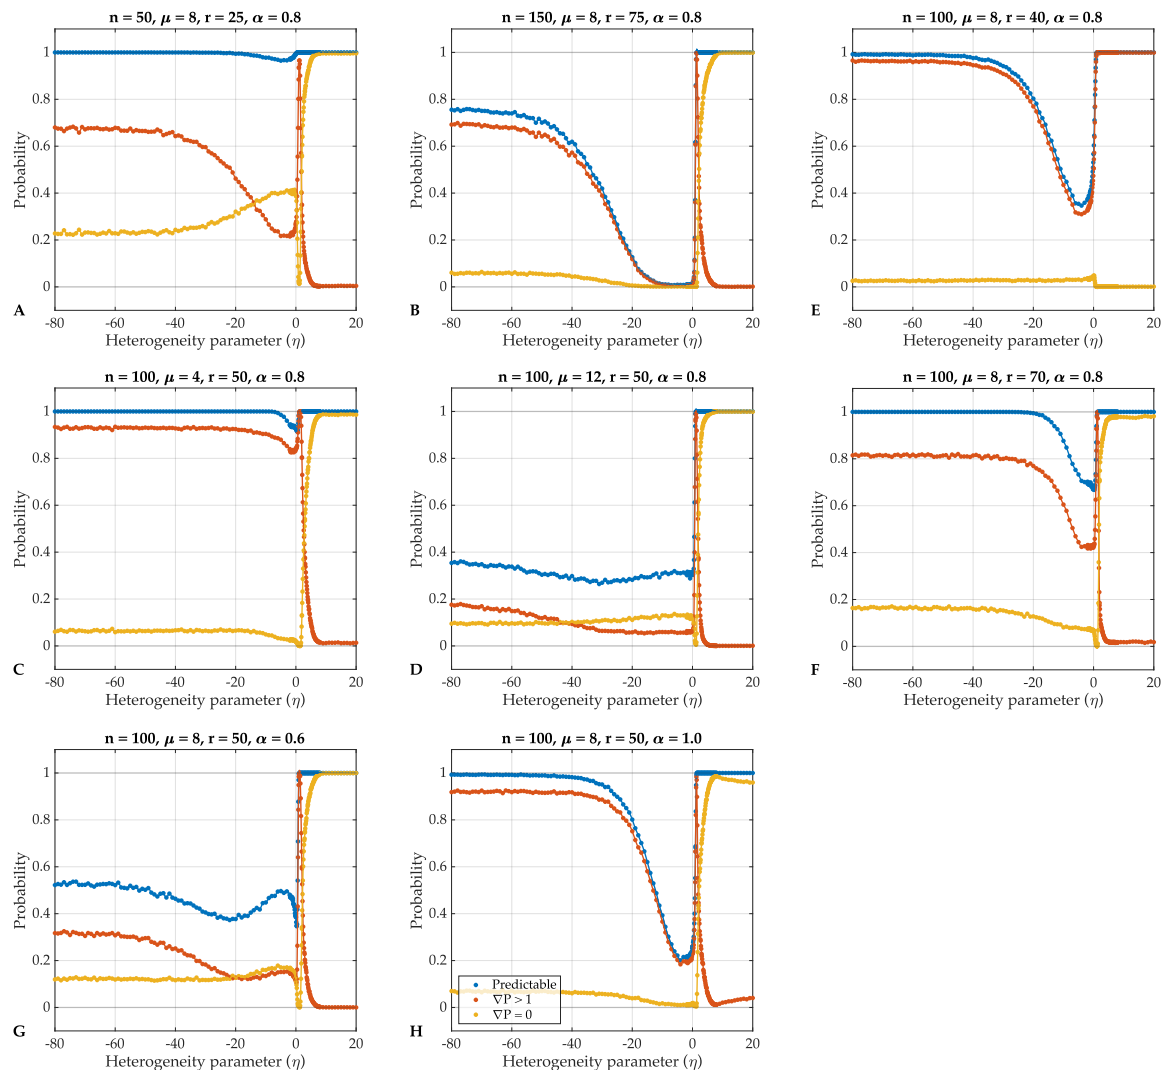 n = 50, μ = 8, r = 25, α = 0.8
1
0.8
0.6
0.4
0.2
0
Probability
-80 -60 -40 -20 0 20
Heterogeneity parameter (η)
A
n = 150, μ = 8, r = 75, α = 0.8
1
0.8
0.6
0.4
0.2
0
Probability
-80 -60 -40 -20 0 20
Heterogeneity parameter (η)
B
n = 100, μ = 8, r = 40, α = 0.8
1
0.8
0.6
0.4
0.2
0
Probability
-80 -60 -40 -20 0 20
Heterogeneity parameter (η)
E
n = 100, μ = 4, r = 50, α = 0.8
1
0.8
0.6
0.4
0.2
0
Probability
-80 -60 -40 -20 0 20
Heterogeneity parameter (η)
C
n = 100, μ = 12, r = 50, α = 0.8
1
0.8
0.6
0.4
0.2
0
Probability
-80 -60 -40 -20 0 20
Heterogeneity parameter (η)
D
n = 100, μ = 8, r = 70, α = 0.8
1
0.8
0.6
0.4
0.2
0
Probability
-80 -60 -40 -20 0 20
Heterogeneity parameter (η)
F
n = 100, μ = 8, r = 50, α = 0.6
1
0.8
0.6
0.4
0.2
0
Probability
-80 -60 -40 -20 0 20
Heterogeneity parameter (η)
G
n = 100, μ = 8, r = 50, α = 1.0
1
0.8
0.6
0.4
0.2
0
Probability
Predictable
∇P > 1
∇P = 0
-80 -60 -40 -20 0 20
Heterogeneity parameter (η)
H